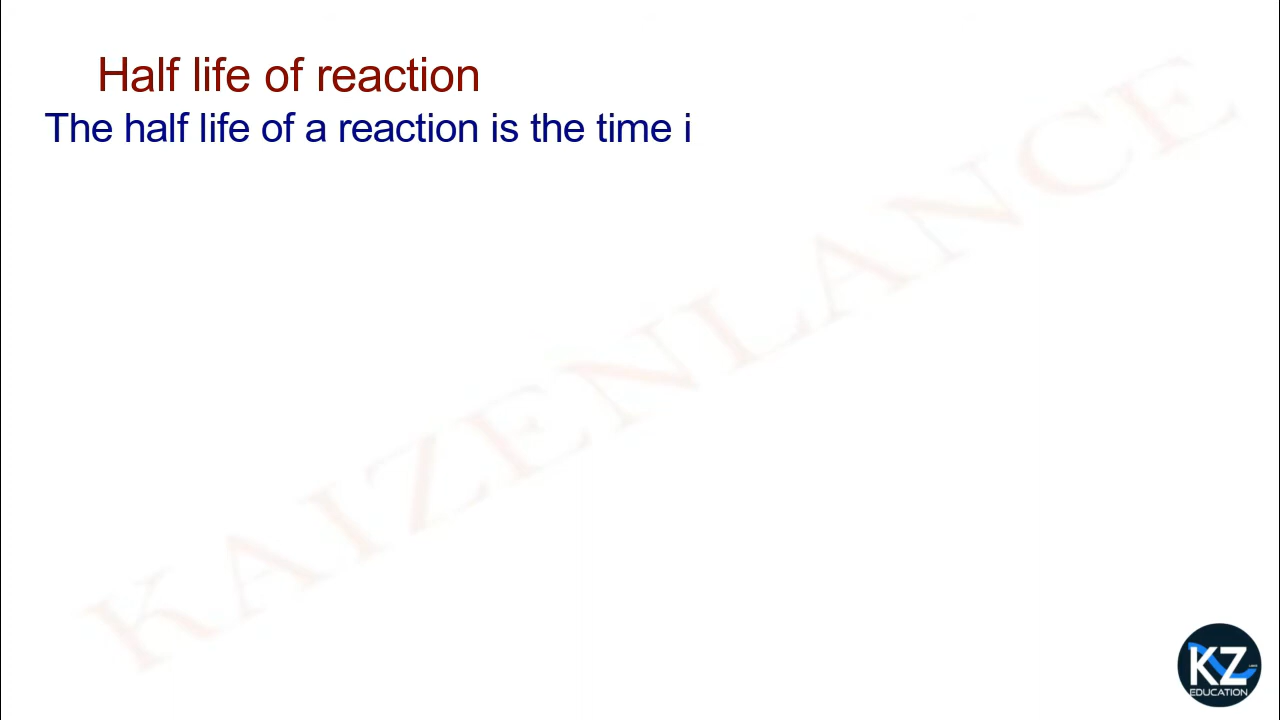 Half life of reaction
The half life of a reaction is the time i
KAIZENLANCE
KZ
EDUCATION